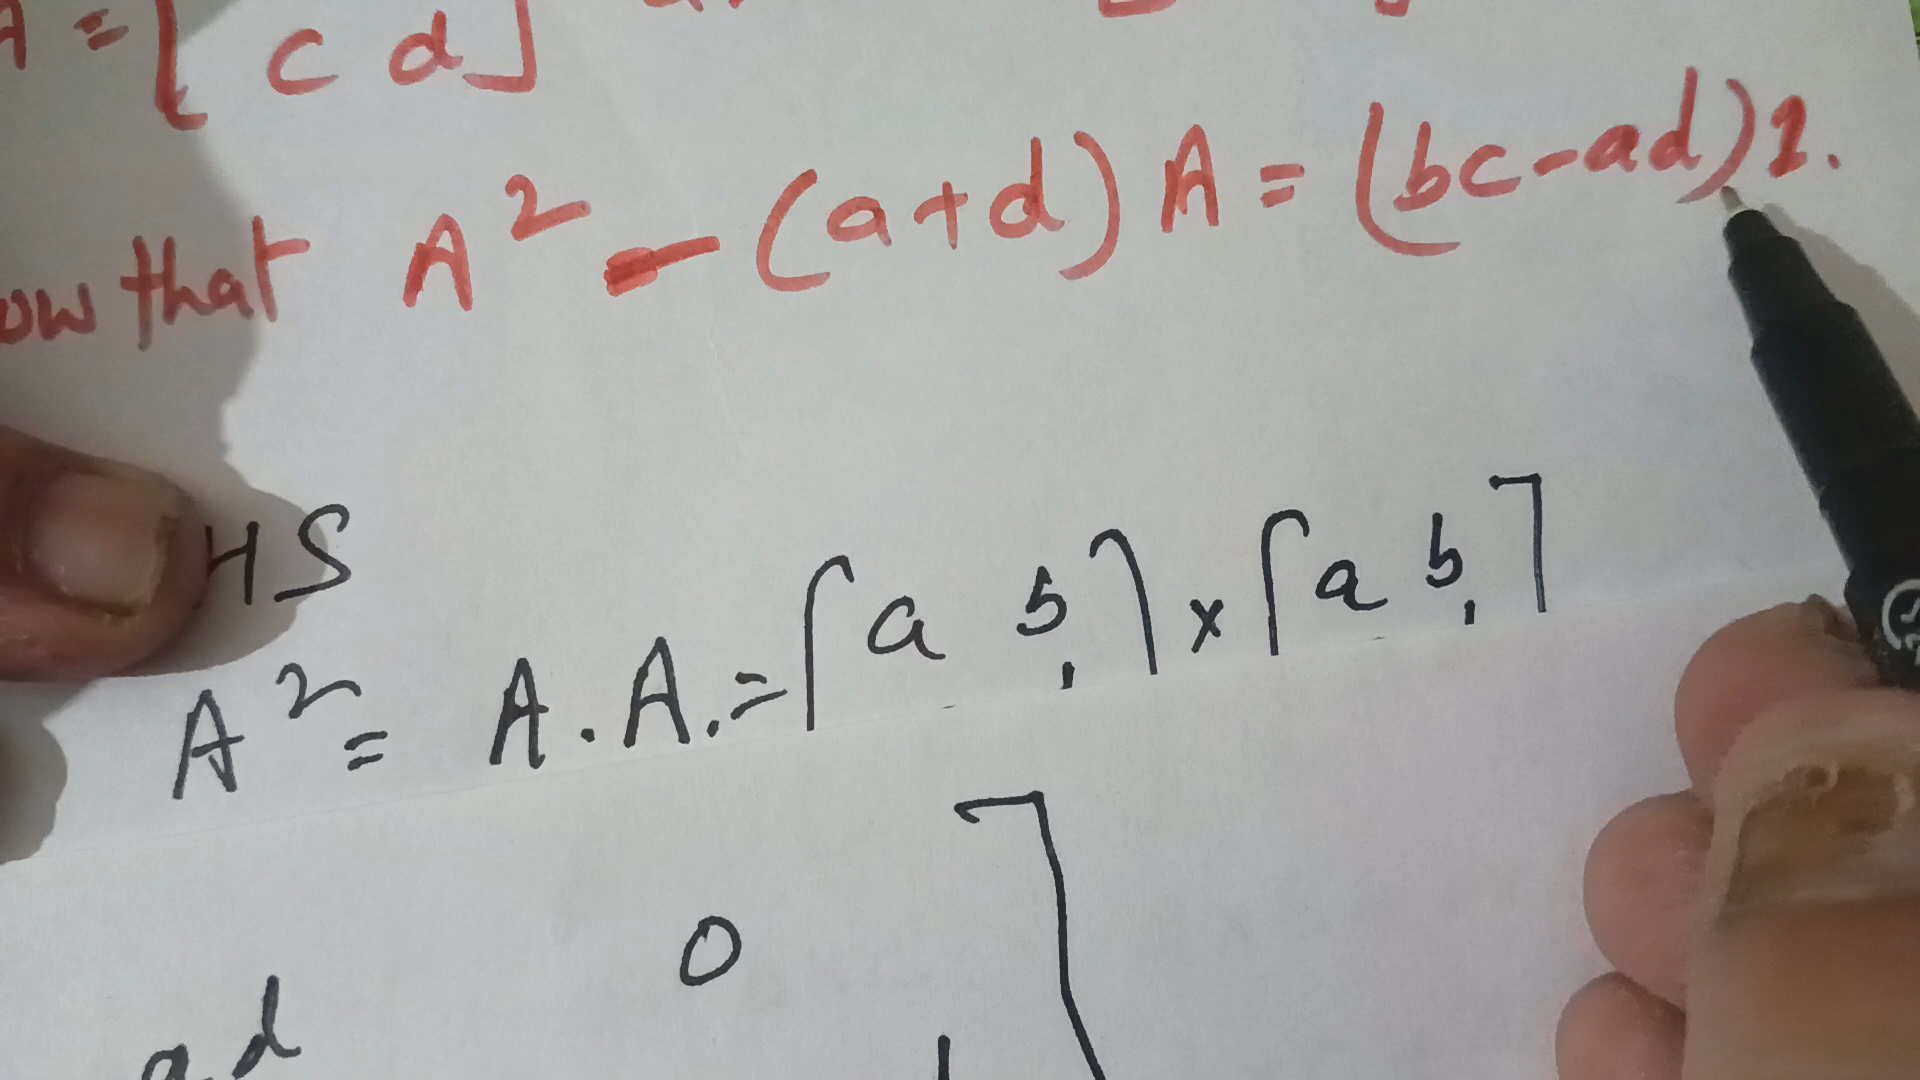 A = [ c d ]
ow that A² - (a+d) A = (bc-ad) I.
HS
A² = A . A . = [ a b ] x [ a b ]
0 ]
ad